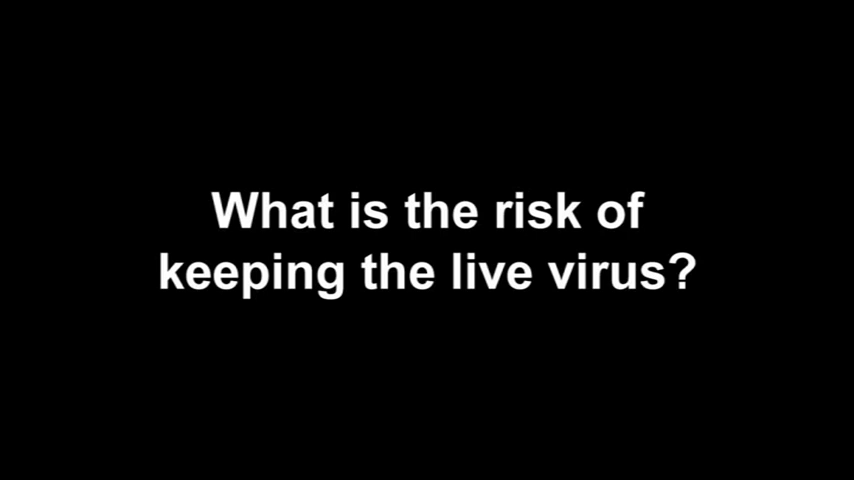 What is the risk of
keeping the live virus?